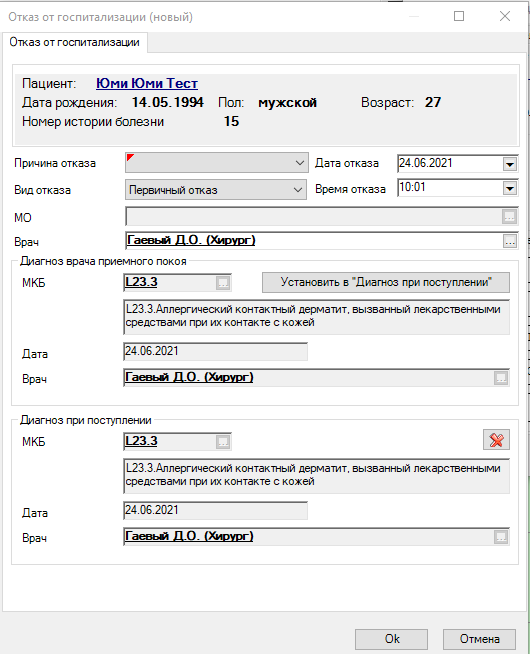 Отказ от госпитализации (новый)
Отказ от госпитализации
Пациент: Юми Юми Тест
Дата рождения: 14.05.1994 Пол: мужской Возраст: 27
Номер истории болезни 15
Причина отказа Дата отказа 24.06.2021
Вид отказа Первичный отказ Время отказа 10:01
МО ...
Врач Гаевый Д.О. (Хирург) ...
Диагноз врача приемного покоя
МКБ L23.3 ... Установить в "Диагноз при поступлении"
L23.3.Аллергический контактный дерматит, вызванный лекарственными
средствами при их контакте с кожей
Дата 24.06.2021
Врач Гаевый Д.О. (Хирург) ...
Диагноз при поступлении
МКБ L23.3 ...
L23.3.Аллергический контактный дерматит, вызванный лекарственными
средствами при их контакте с кожей
Дата 24.06.2021
Врач Гаевый Д.О. (Хирург) ...
Ok Отмена